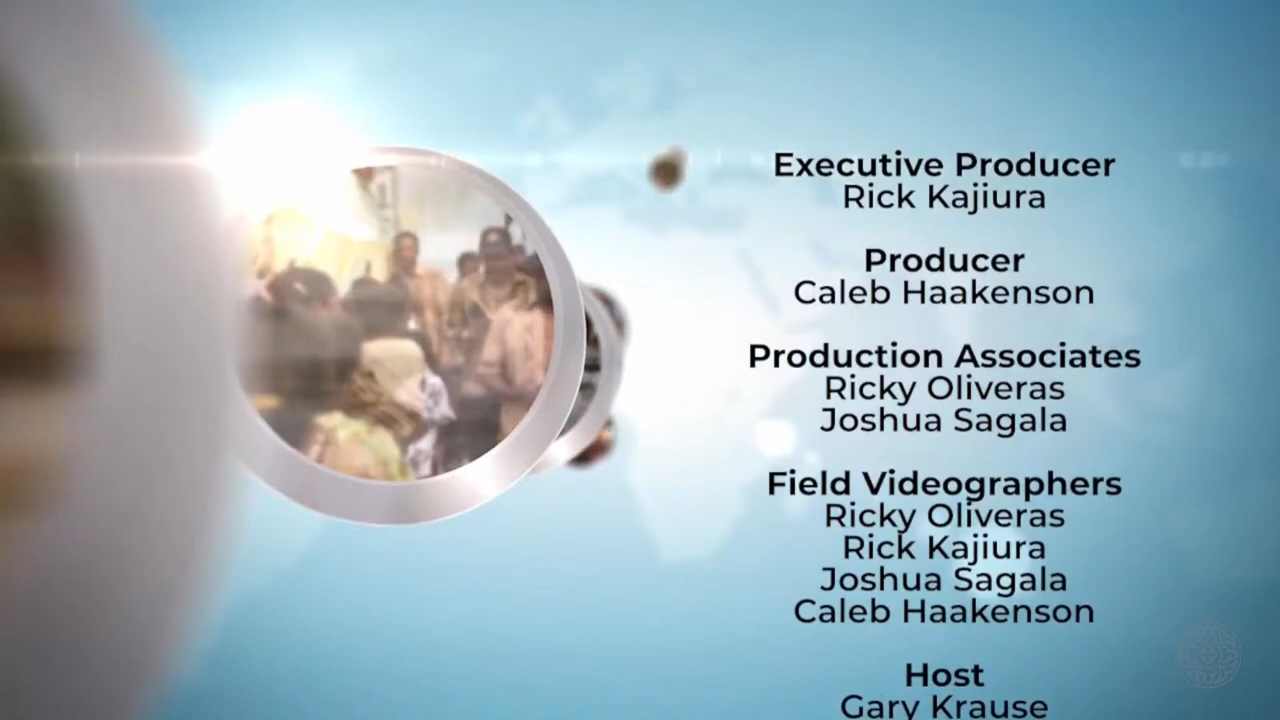 Executive Producer
Rick Kajiura
Producer
Caleb Haakenson
Production Associates
Ricky Oliveras
Joshua Sagala
Field Videographers
Ricky Oliveras
Rick Kajiura
Joshua Sagala
Caleb Haakenson
Host
Gary Krause